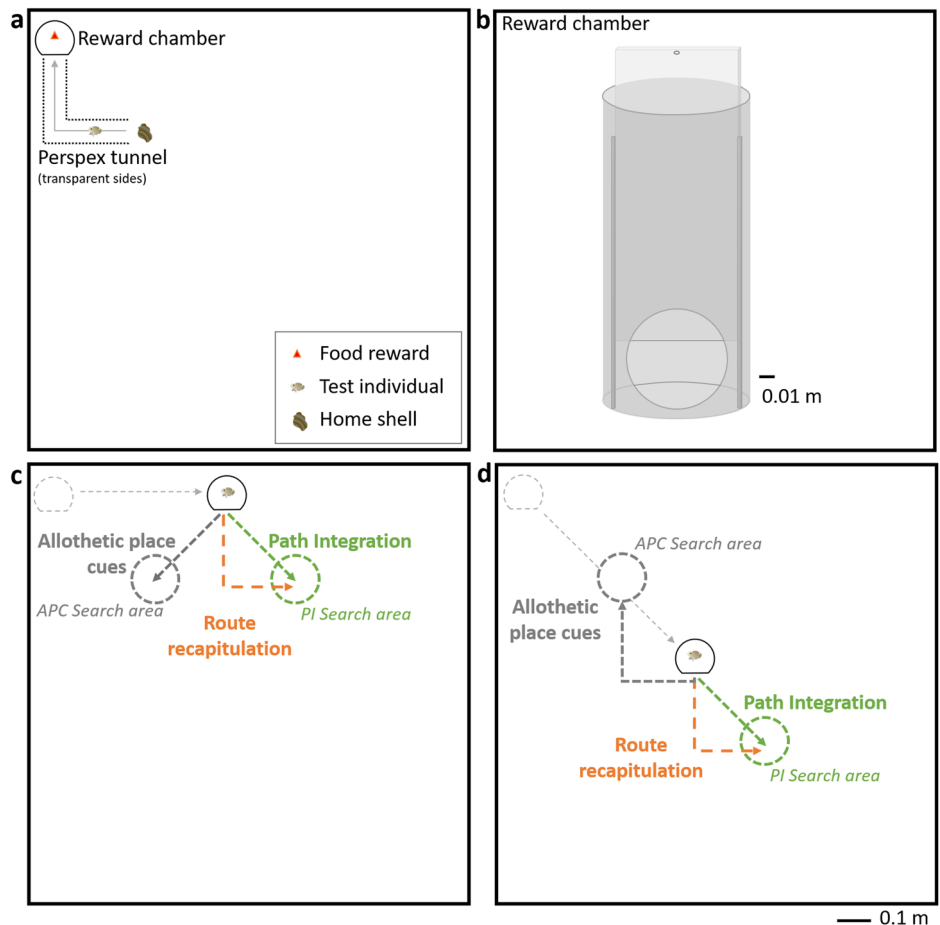 a
Reward chamber
Perspex tunnel
(transparent sides)
Food reward
Test individual
Home shell
b
Reward chamber
0.01 m
c
Allothetic place
cues
APC Search area
Path Integration
PI Search area
Route
recapitulation
d
APC Search area
Allothetic
place cues
Path Integration
Route
recapitulation
PI Search area
0.1 m